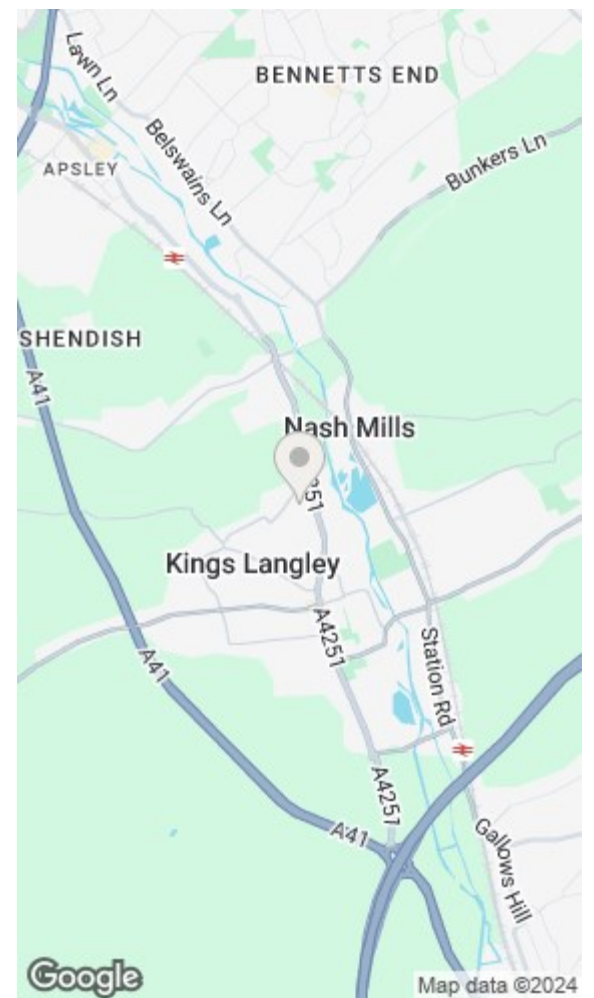 Lawn Ln
BENNETTS END
Belswains Ln
Bunkers Ln
APSLEY
SHENDISH
A41
Nash Mills
Kings Langley
A4251
Station Rd
A41
A4251
A41
Gallows Hill
Google
Map data ©2024